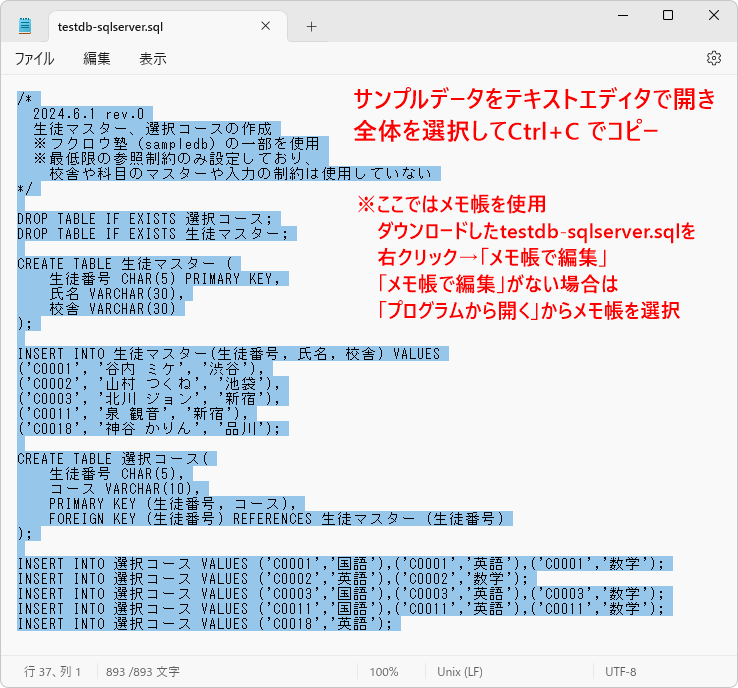 testdb-sqlserver.sql
ファイル 編集 表示
/*
2024.6.1 rev.0
生徒マスター、選択コースの作成
※フクロウ塾 (sampledb) の一部を使用
※最低限の参照制約のみ設定しており、
校舎や科目のマスターや入力の制約は使用していない
*/
サンプルデータをテキストエディタで開き
全体を選択してCtrl+C でコピー
※ここではメモ帳を使用
ダウンロードしたtestdb-sqlserver.sqlを
右クリック→「メモ帳で編集」
「メモ帳で編集」がない場合は
「プログラムから開く」からメモ帳を選択
DROP TABLE IF EXISTS 選択コース;
DROP TABLE IF EXISTS 生徒マスター;
CREATE TABLE 生徒マスター (
生徒番号 CHAR(5) PRIMARY KEY,
氏名 VARCHAR(30),
校舎 VARCHAR(30)
);
INSERT INTO 生徒マスター(生徒番号, 氏名, 校舎) VALUES
('C0001', '谷内 ミケ', '渋谷'),
('C0002', '山村 つくね', '池袋'),
('C0003', '北川 ジョン', '新宿'),
('C0011', '泉 観音', '新宿'),
('C0018', '神谷 かりん', '品川');
CREATE TABLE 選択コース(
生徒番号 CHAR(5),
コース VARCHAR(10),
PRIMARY KEY (生徒番号, コース),
FOREIGN KEY (生徒番号) REFERENCES 生徒マスター (生徒番号)
);
INSERT INTO 選択コース VALUES ('C0001','国語'),('C0001','英語'),('C0001','数学');
INSERT INTO 選択コース VALUES ('C0002','英語'),('C0002','数学');
INSERT INTO 選択コース VALUES ('C0003','国語'),('C0003','英語'),('C0003','数学');
INSERT INTO 選択コース VALUES ('C0011','国語'),('C0011','英語'),('C0011','数学');
INSERT INTO 選択コース VALUES ('C0018','英語');
行 37、列 1 893 /893 文字 100% Unix (LF) UTF-8